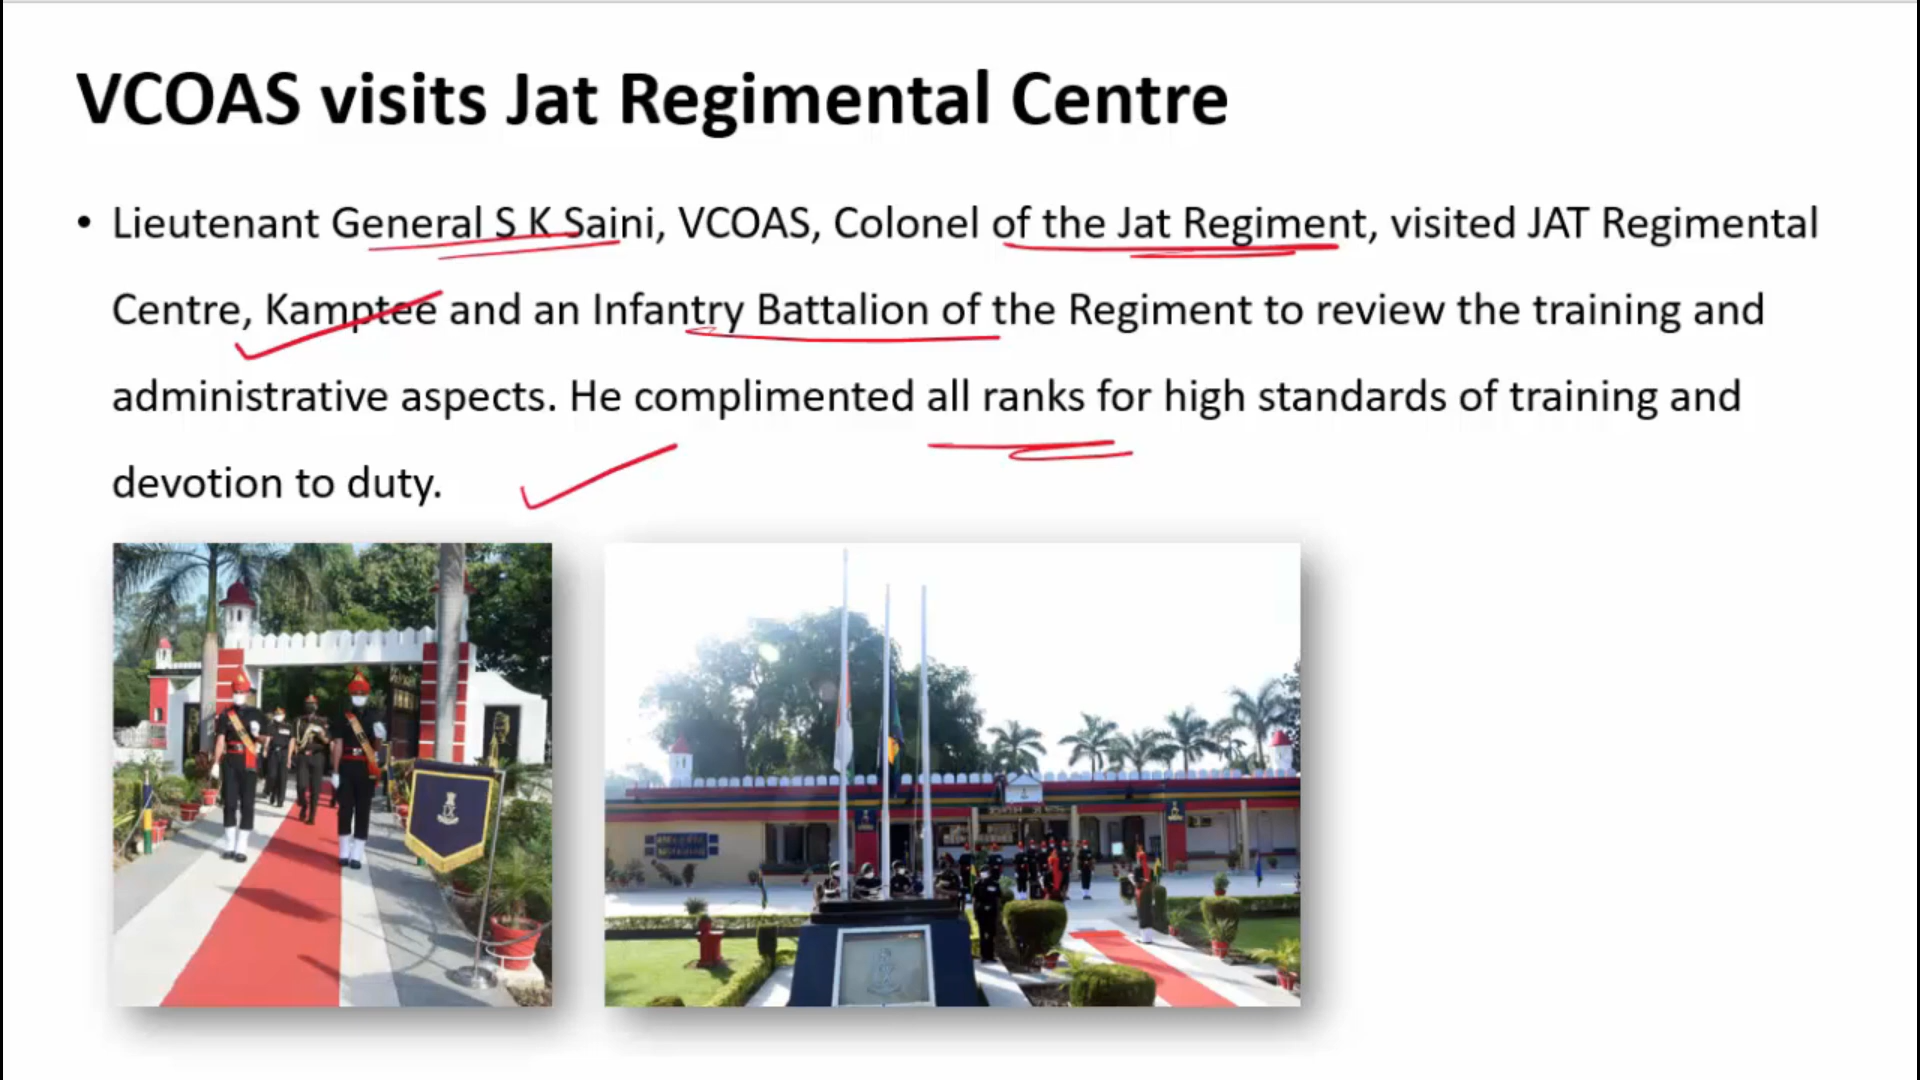 VCOAS visits Jat Regimental Centre
• Lieutenant General S K Saini, VCOAS, Colonel of the Jat Regiment, visited JAT Regimental
Centre, Kamptee and an Infantry Battalion of the Regiment to review the training and
administrative aspects. He complimented all ranks for high standards of training and
devotion to duty.